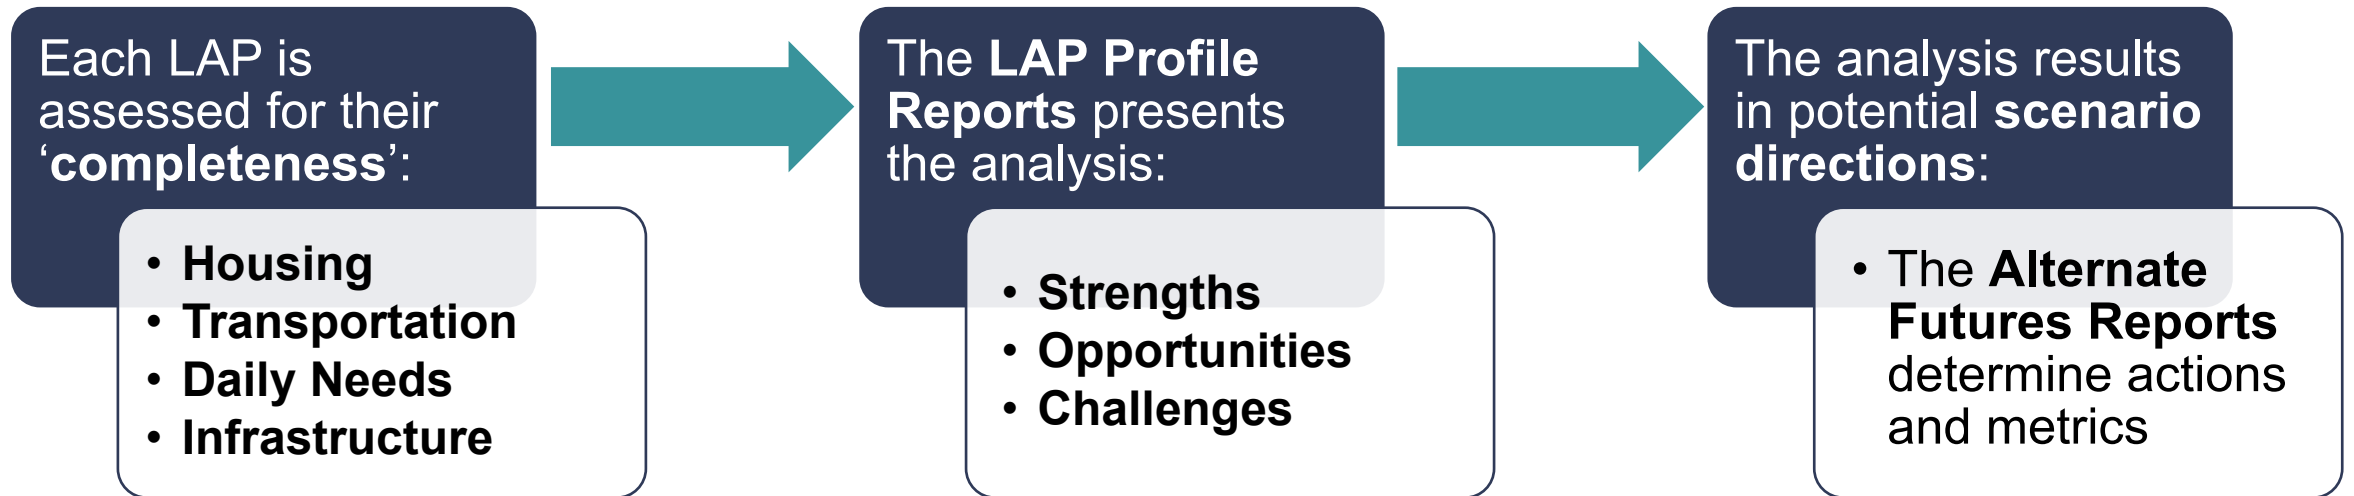 Each LAP is
assessed for their
‘completeness’:
• Housing
• Transportation
• Daily Needs
• Infrastructure
The LAP Profile
Reports presents
the analysis:
• Strengths
• Opportunities
• Challenges
The analysis results
in potential scenario
directions:
• The Alternate
Futures Reports
determine actions
and metrics